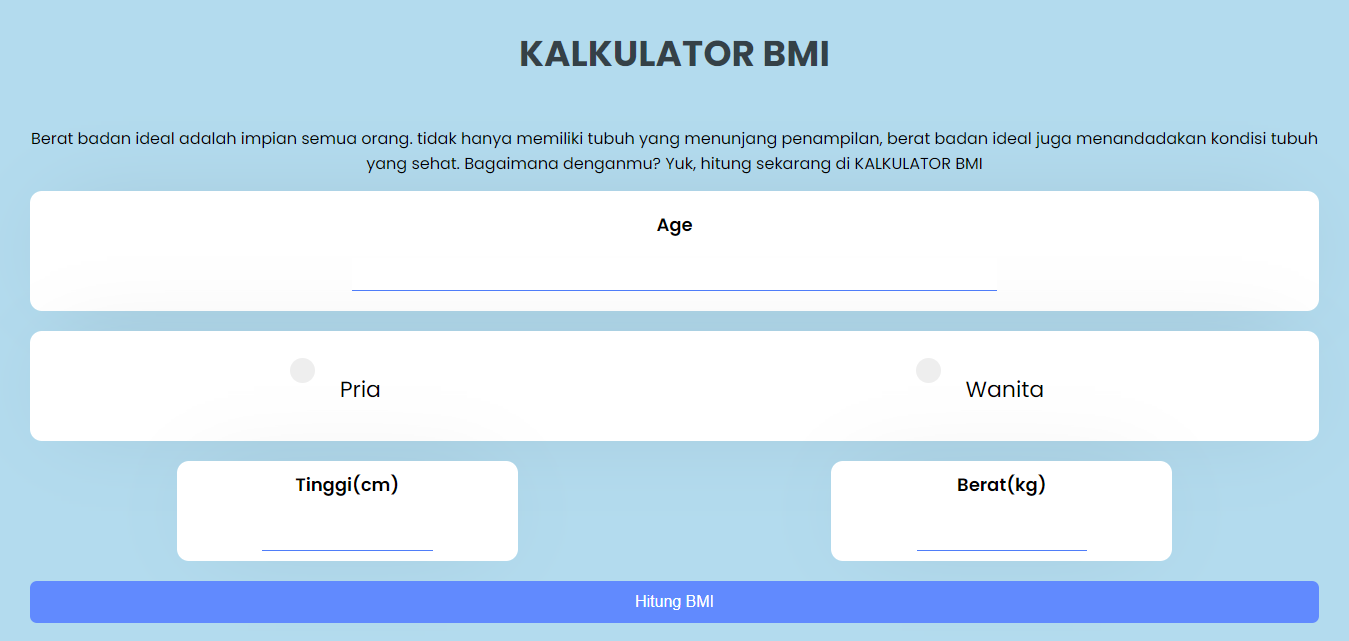 KALKULATOR BMI
Berat badan ideal adalah impian semua orang. tidak hanya memiliki tubuh yang menunjang penampilan, berat badan ideal juga menandadakan kondisi tubuh
yang sehat. Bagaimana denganmu? Yuk, hitung sekarang di KALKULATOR BMI
Age
Pria
Wanita
Tinggi(cm)
Berat(kg)
Hitung BMI